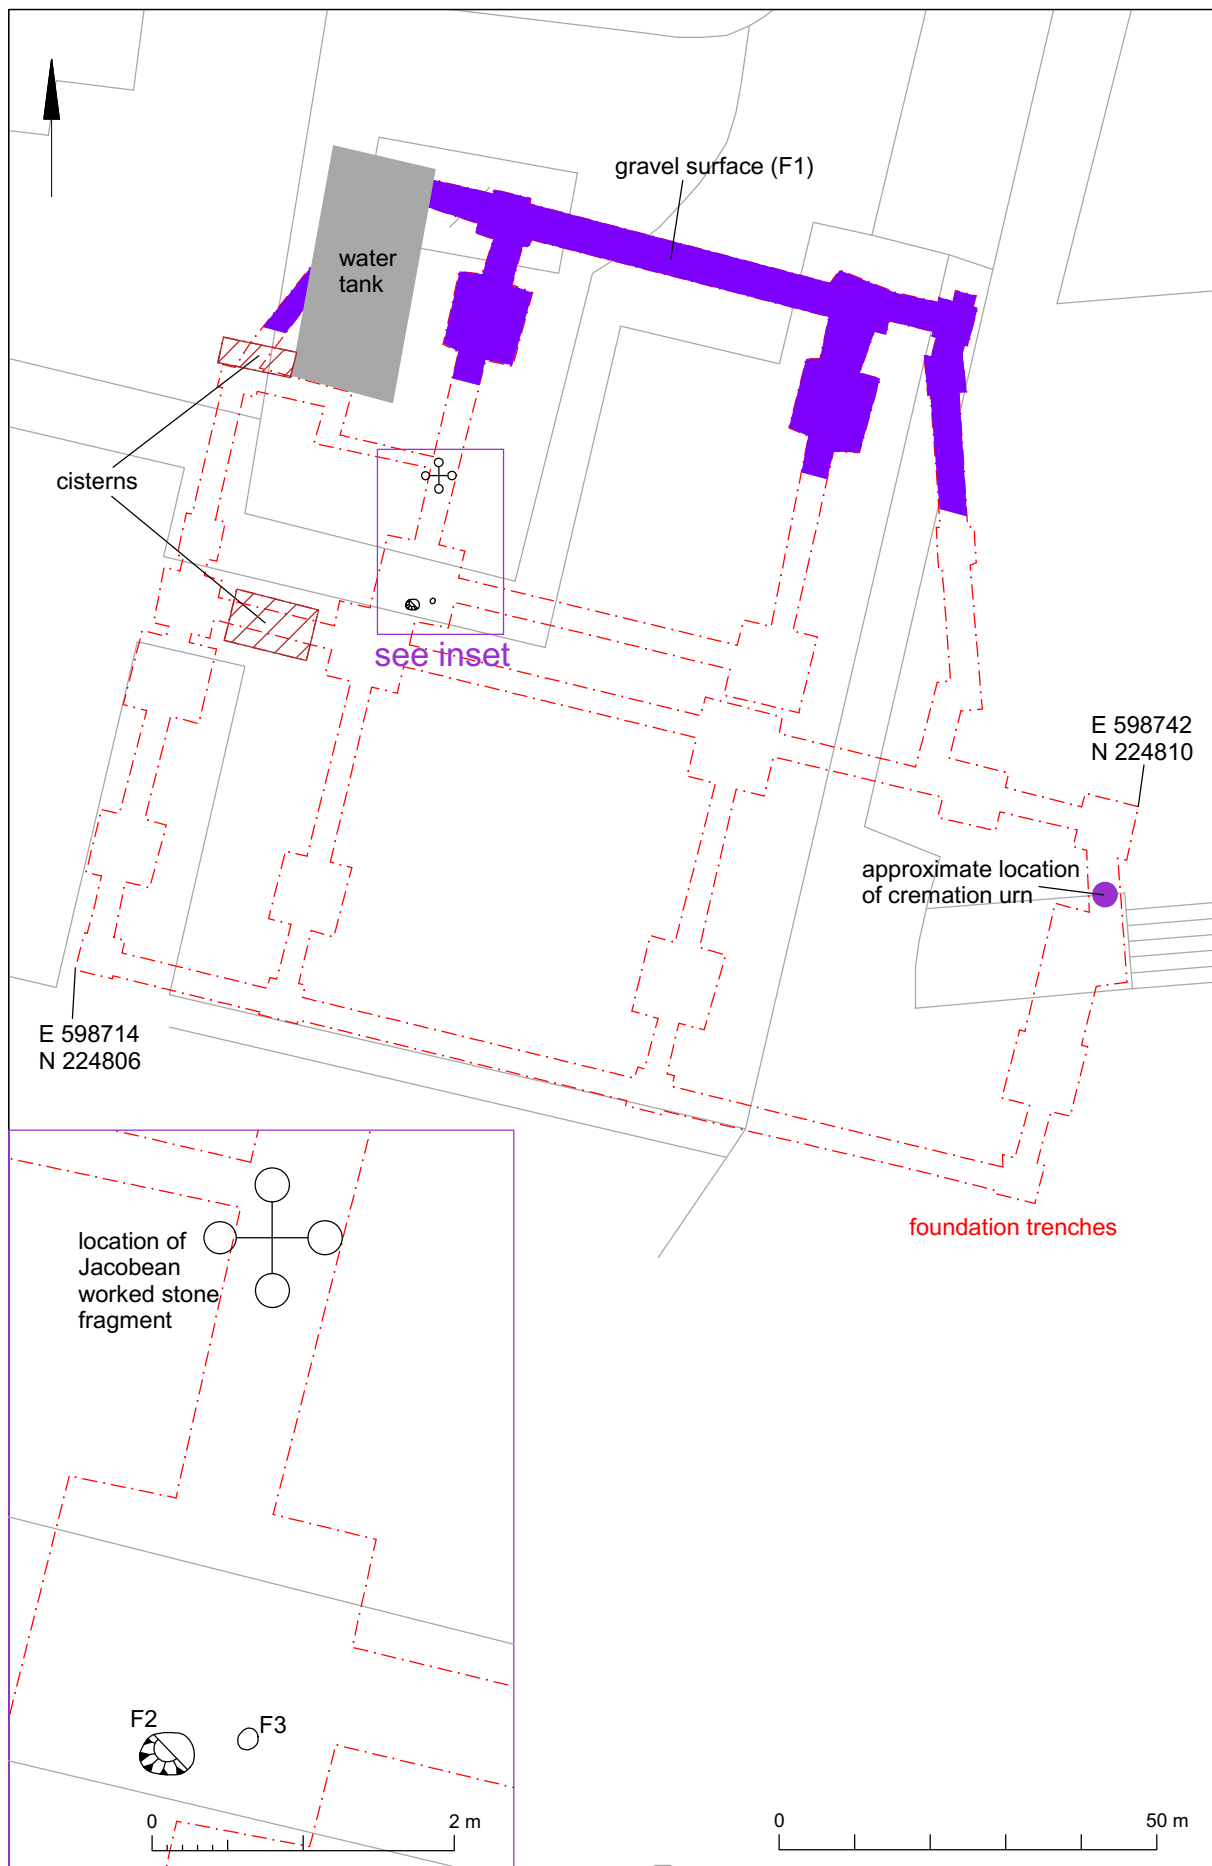 gravel surface (F1)
water
tank
cisterns
see inset
E 598742
N 224810
approximate location
of cremation urn
E 598714
N 224806
foundation trenches
location of
Jacobean
worked stone
fragment
F2
F3
0 2 m
0 50 m